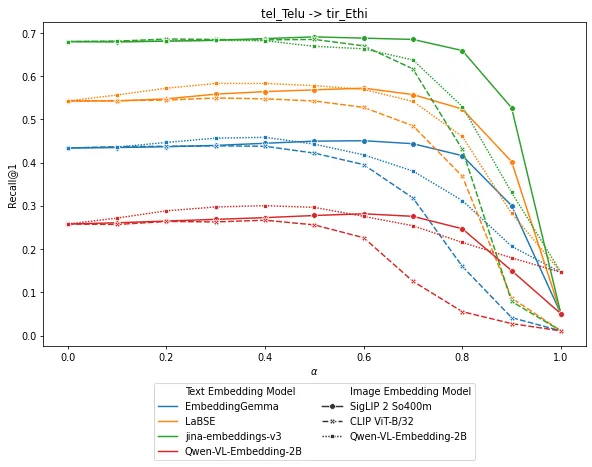 tel_Telu -> tir_Ethi
0.7
0.6
0.5
0.4
0.3
0.2
0.1
0.0
Recall@1
0.0 0.2 0.4 0.6 0.8 1.0
α
Text Embedding Model Image Embedding Model
EmbeddingGemma SigLIP 2 So400m
LaBSE CLIP ViT-B/32
jina-embeddings-v3 Qwen-VL-Embedding-2B
Qwen-VL-Embedding-2B